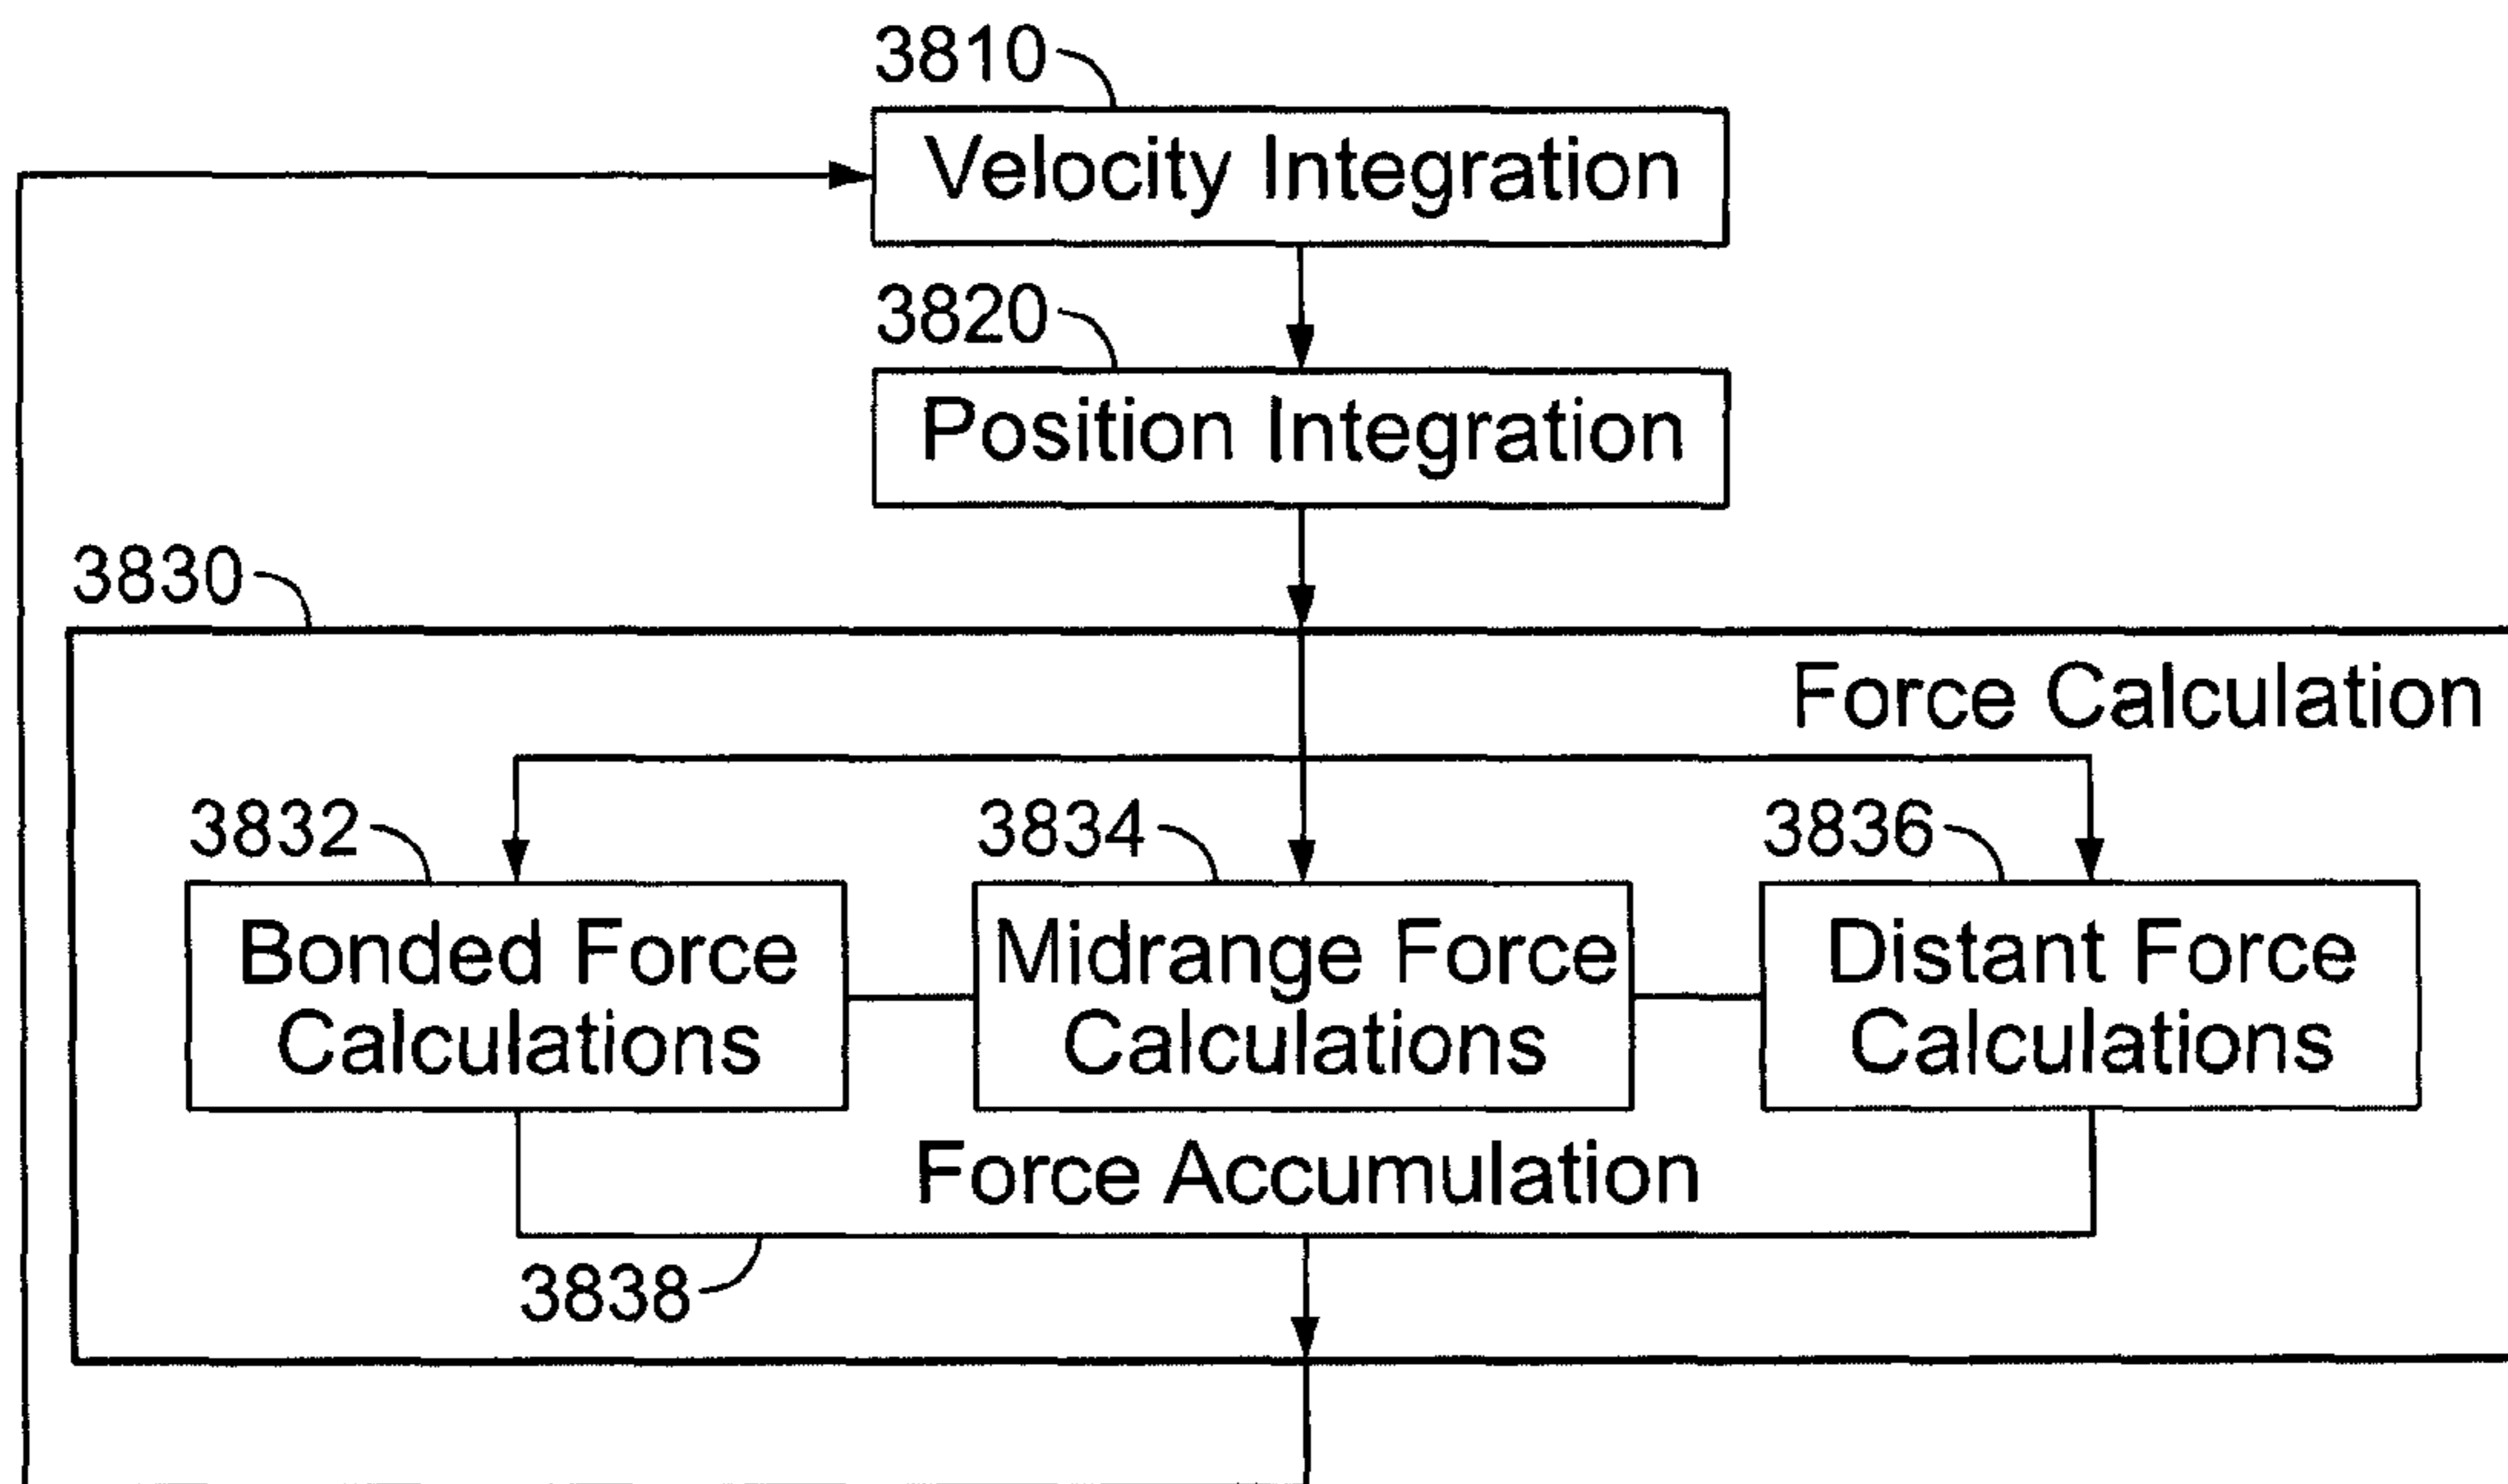 3810
Velocity Integration
3820
Position Integration
3830
Force Calculation
3832
3834
3836
Bonded Force
Calculations
Midrange Force
Calculations
Distant Force
Calculations
Force Accumulation
3838